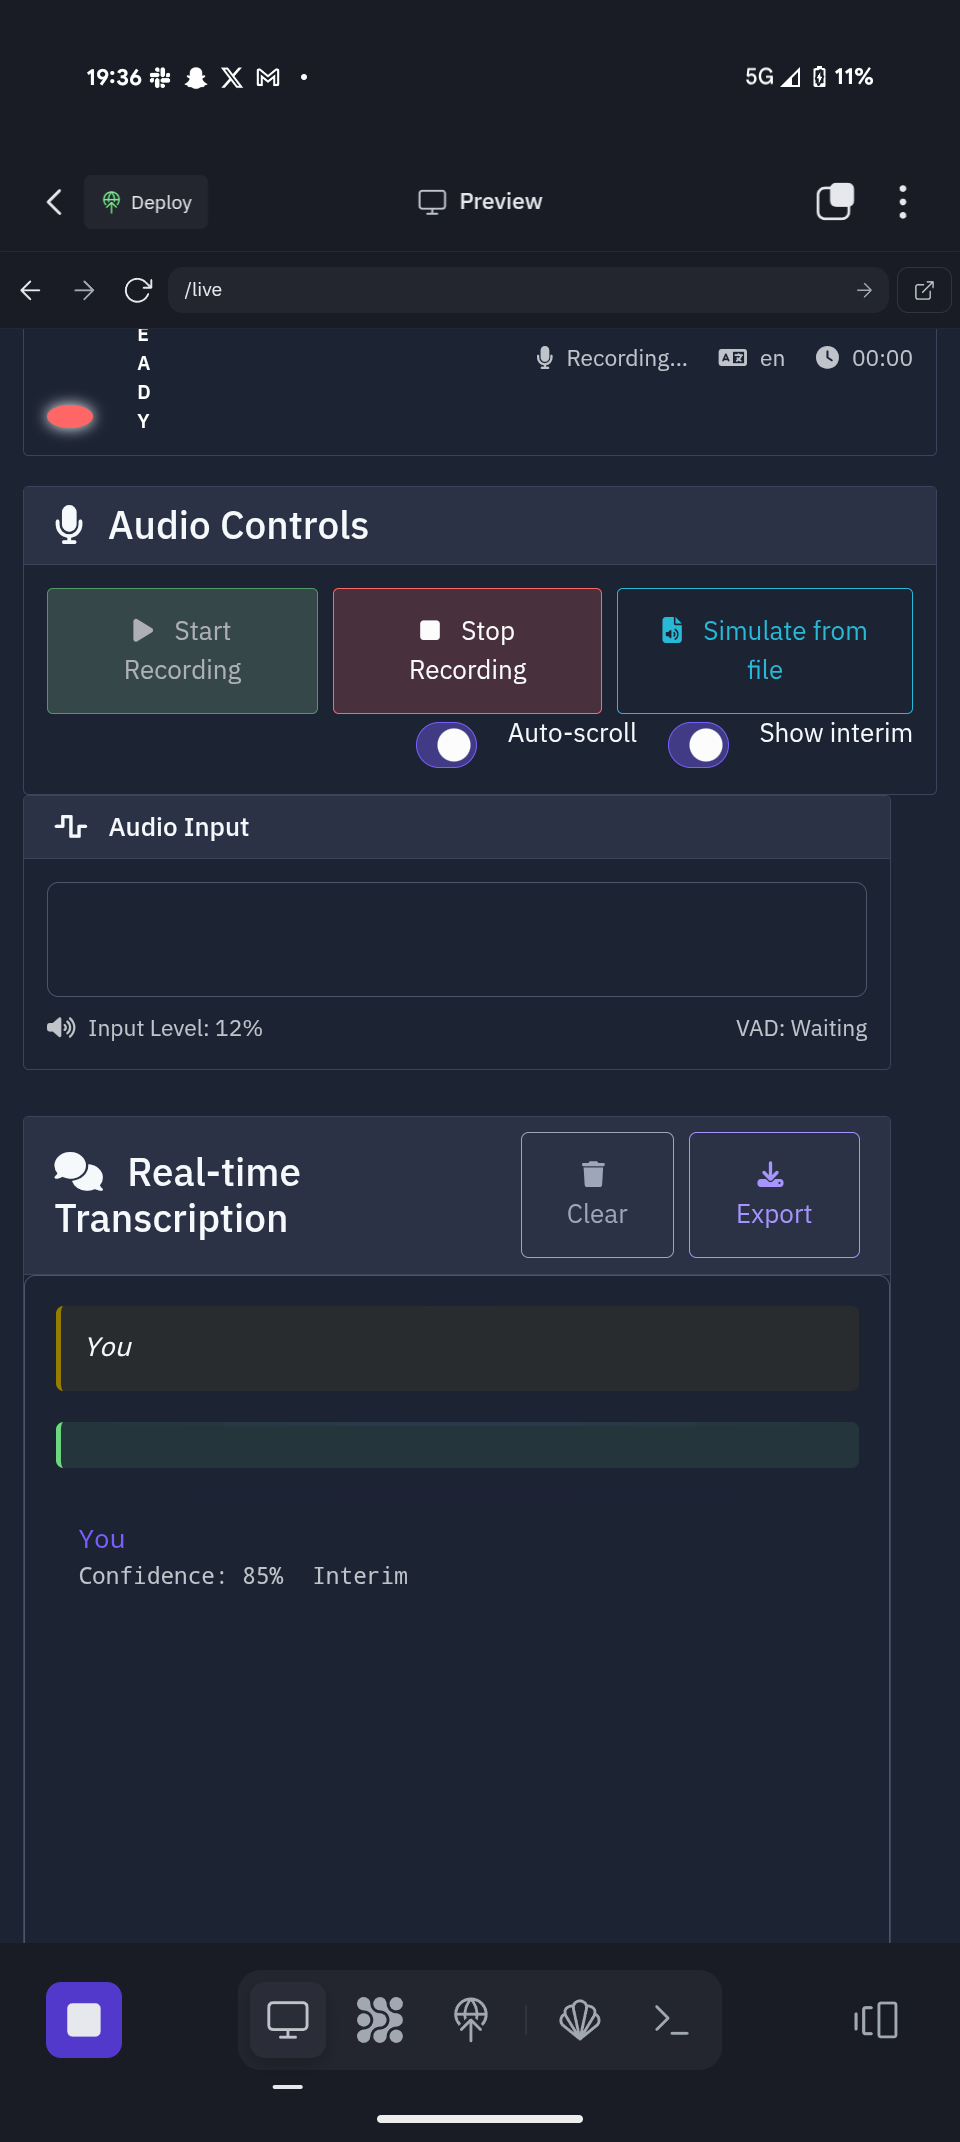 19:36
5G 11%
Deploy
Preview
/live
E
A
D
Y
Recording... en 00:00
Audio Controls
Start
Recording
Stop
Recording
Simulate from
file
Auto-scroll Show interim
Audio Input
Input Level: 12% VAD: Waiting
Real-time
Transcription
Clear
Export
You
You
Confidence: 85% Interim